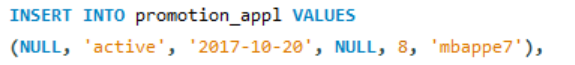 INSERT INTO promotion_appl VALUES
(NULL, 'active', '2017-10-20', NULL, 8, 'mbappe7'),